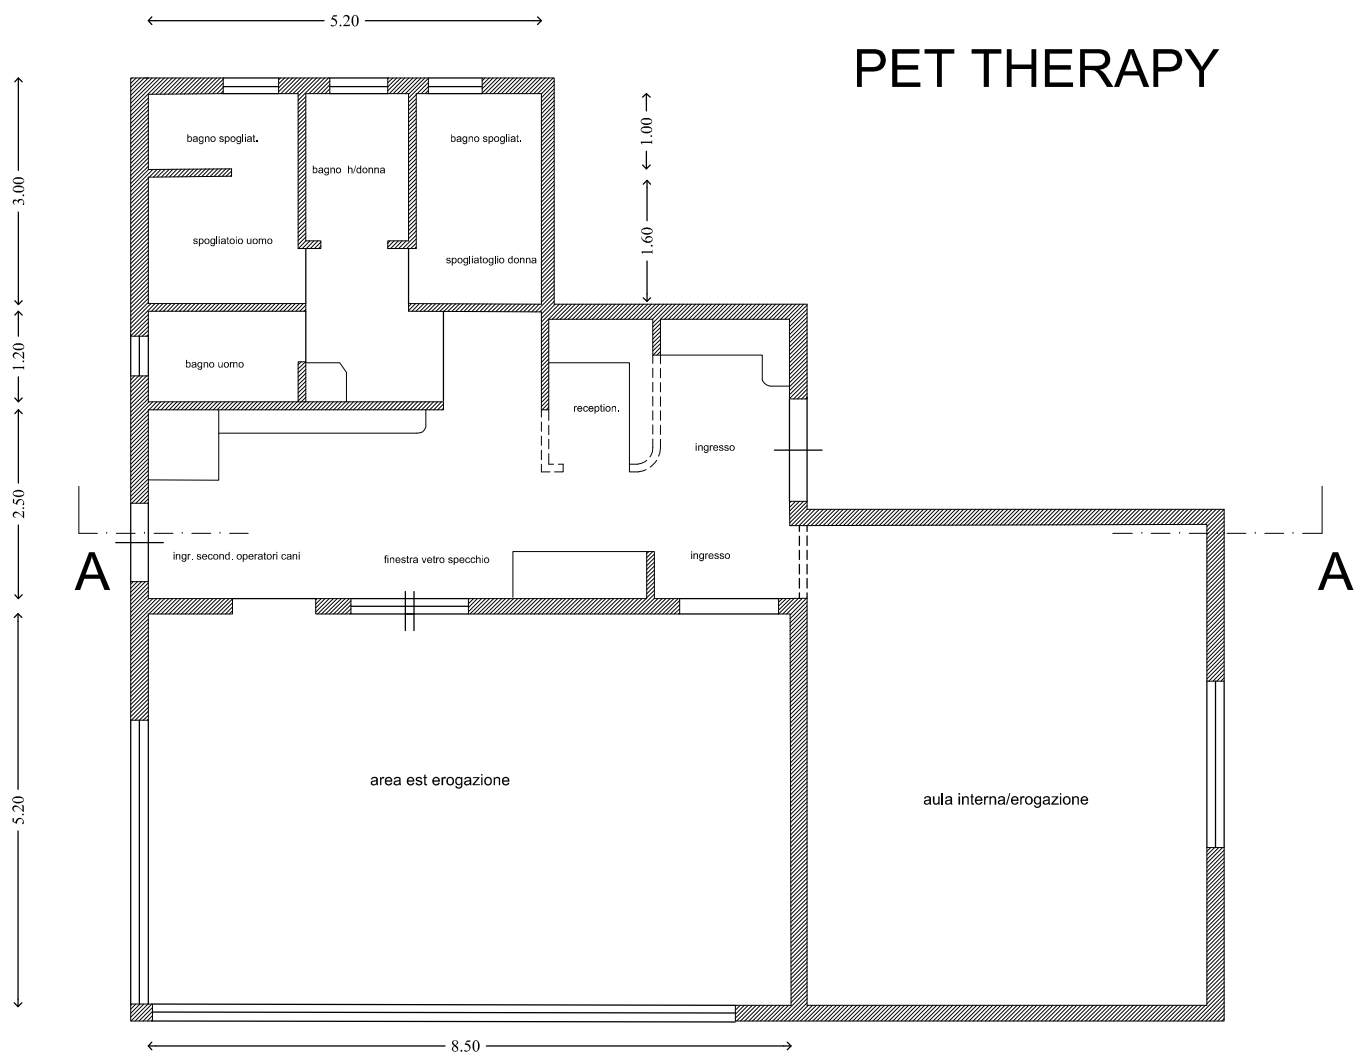 5.20
PET THERAPY
bagno spogliat.
bagno spogliat.
1.00
bagno h/donna
3.00
spogliatoio uomo
1.60
spogliatoglio donna
1.20
bagno uomo
reception.
ingresso
2.50
ingr. second. operatori cani
finestra vetro specchio
ingresso
A
A
area est erogazione
aula interna/erogazione
5.20
8.50